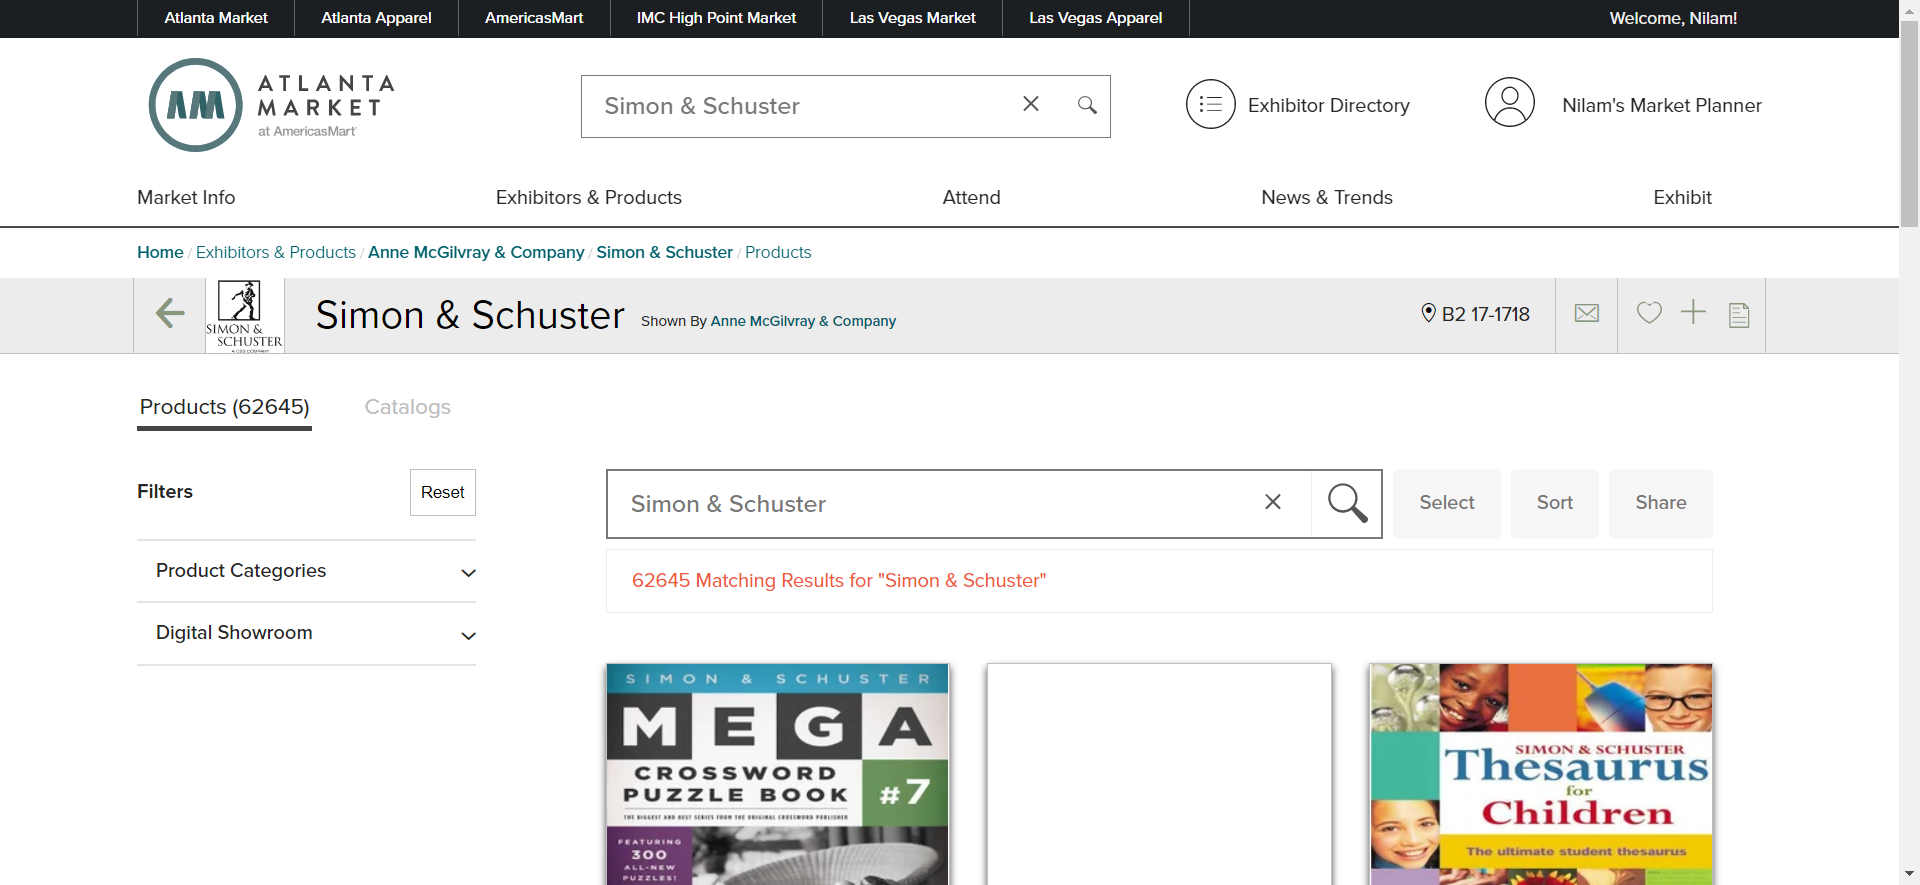 Atlanta Market
Atlanta Apparel
AmericasMart
IMC High Point Market
Las Vegas Market
Las Vegas Apparel
Welcome, Nilam!
AM
ATLANTA
MARKET
at AmericasMart
Simon & Schuster
Exhibitor Directory
Nilam's Market Planner
Market Info
Exhibitors & Products
Attend
News & Trends
Exhibit
Home / Exhibitors & Products / Anne McGilvray & Company / Simon & Schuster / Products
SIMON &
SCHUSTER
A CBS COMPANY
Simon & Schuster
Shown By Anne McGilvray & Company
B2 17-1718
Products (62645)
Catalogs
Filters
Reset
Simon & Schuster
Select
Sort
Share
Product Categories
Digital Showroom
62645 Matching Results for "Simon & Schuster"
SIMON & SCHUSTER
MEGA
CROSSWORD
PUZZLE BOOK
#7
THE BIGGEST AND BEST SERIES FROM THE ORIGINAL CROSSWORD PUBLISHER
FEATURING
300
ALL-NEW
PUZZLES!
SIMON & SCHUSTER
Thesaurus
for
Children
The ultimate student thesaurus